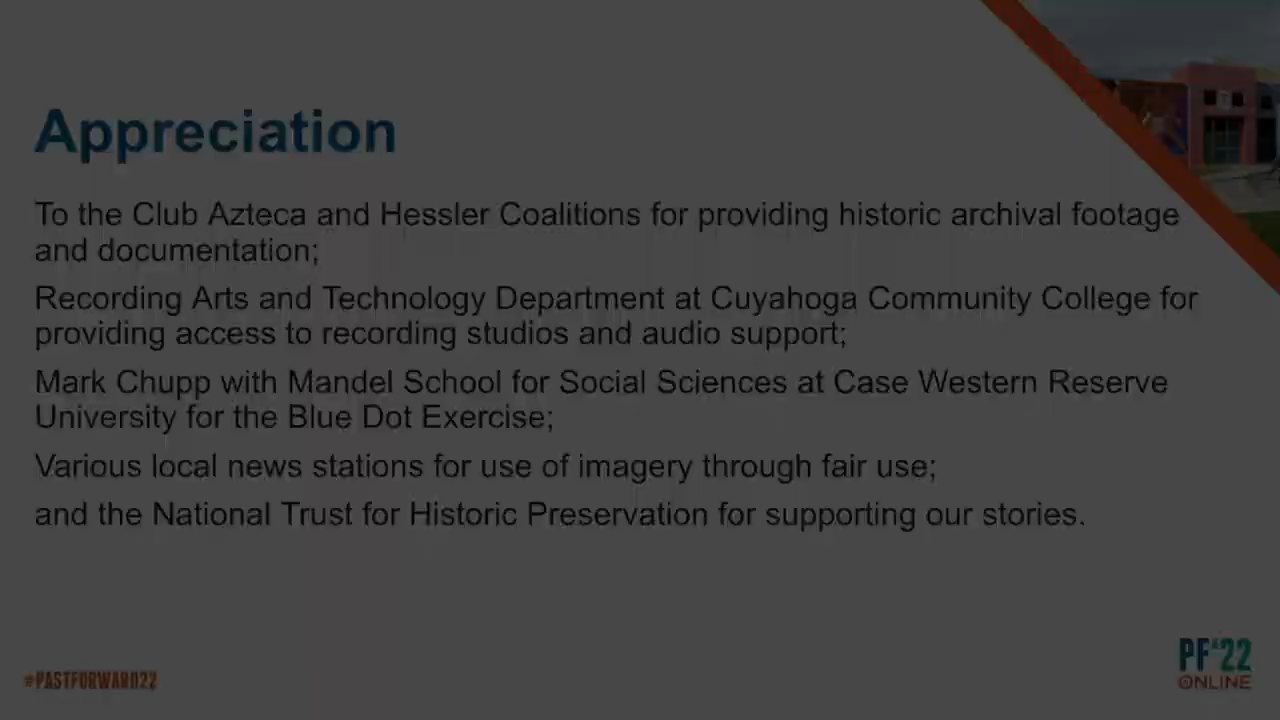 Appreciation
To the Club Azteca and Hessler Coalitions for providing historic archival footage
and documentation;
Recording Arts and Technology Department at Cuyahoga Community College for
providing access to recording studios and audio support;
Mark Chupp with Mandel School for Social Sciences at Case Western Reserve
University for the Blue Dot Exercise;
Various local news stations for use of imagery through fair use;
and the National Trust for Historic Preservation for supporting our stories.
#PASTFORWARD22
PF'22
ONLINE